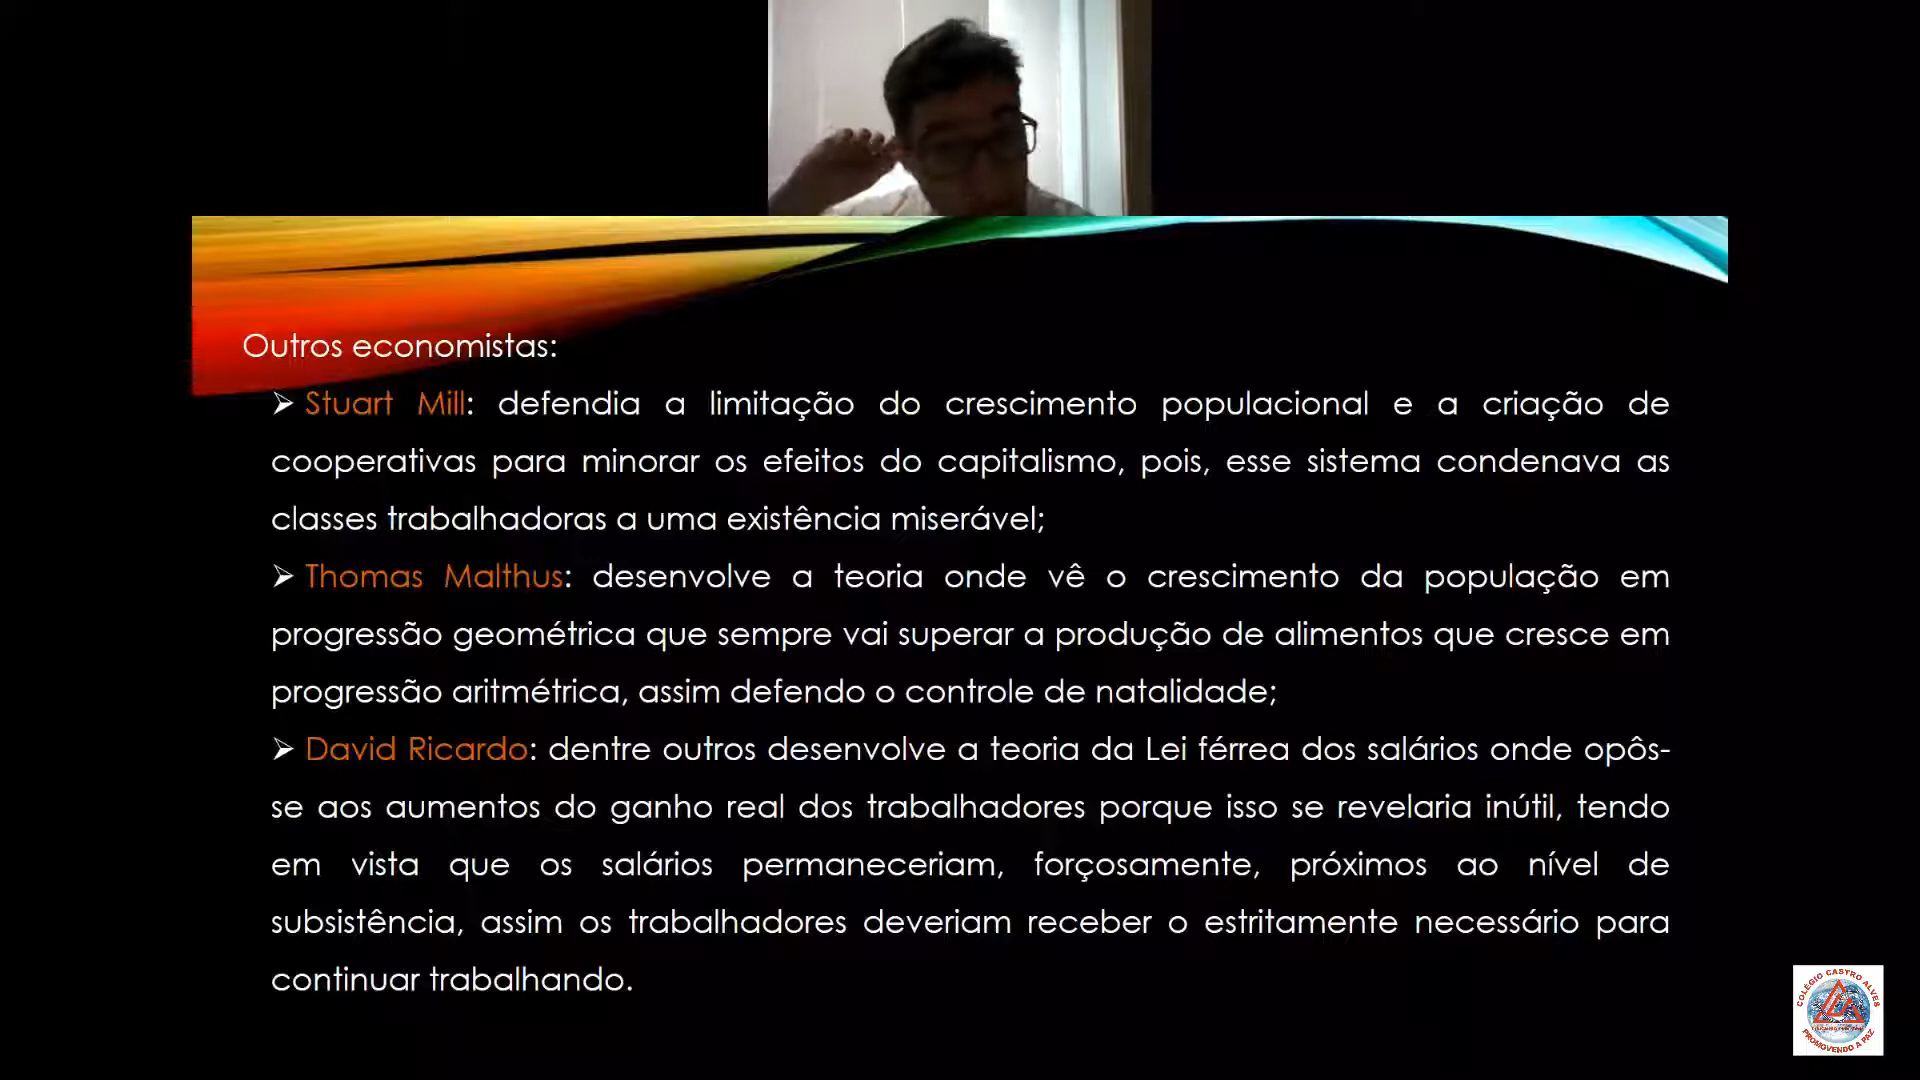 Outros economistas:
➢ Stuart Mill: defendia a limitação do crescimento populacional e a criação de
cooperativas para minorar os efeitos do capitalismo, pois, esse sistema condenava as
classes trabalhadoras a uma existência miserável;
➢ Thomas Malthus: desenvolve a teoria onde vê o crescimento da população em
progressão geométrica que sempre vai superar a produção de alimentos que cresce em
progressão aritmétrica, assim defendo o controle de natalidade;
➢ David Ricardo: dentre outros desenvolve a teoria da Lei férrea dos salários onde opôs-
se aos aumentos do ganho real dos trabalhadores porque isso se revelaria inútil, tendo
em vista que os salários permaneceriam, forçosamente, próximos ao nível de
subsistência, assim os trabalhadores deveriam receber o estritamente necessário para
continuar trabalhando.
COLÉGIO CASTRO ALVES
PROMOVENDO A PAZ